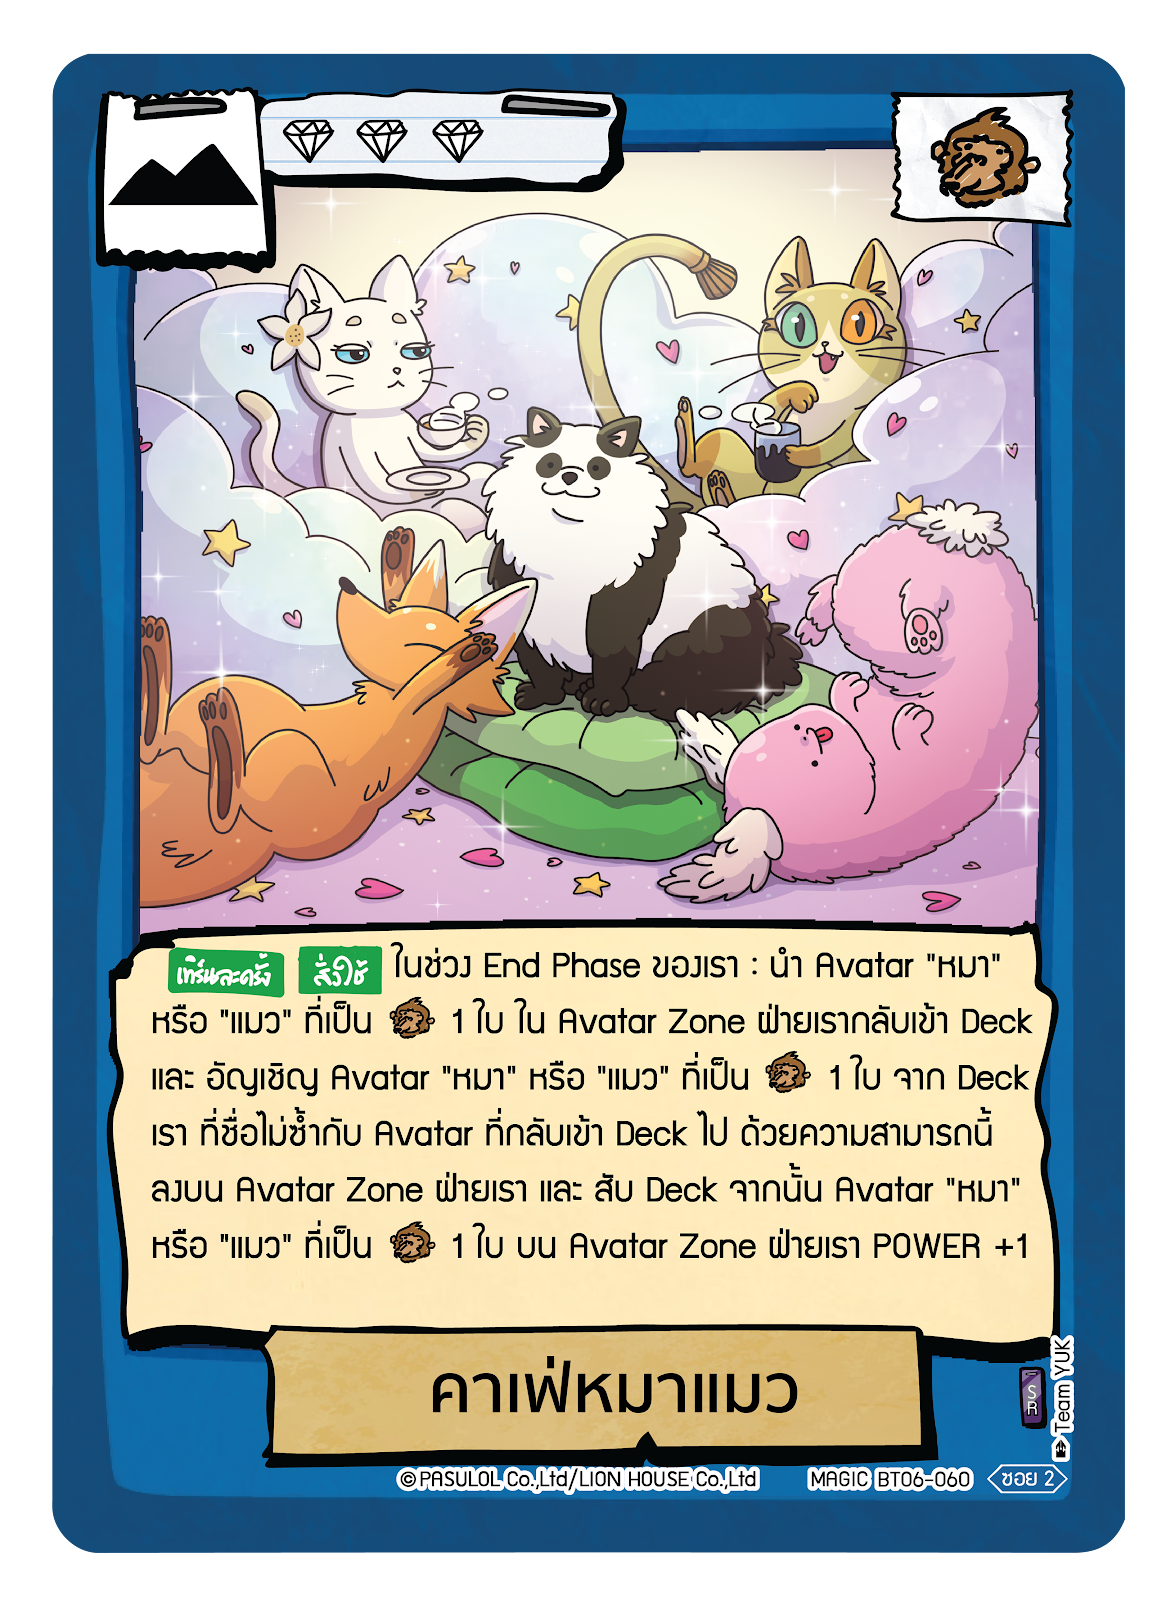 เทิร์นละครั้ง สั่งใช้ ในช่วง End Phase ของเรา : นำ Avatar "หมา"
หรือ "แมว" ที่เป็น 1 ใบ ใน Avatar Zone ฝ่ายเรากลับเข้า Deck
และ อัญเชิญ Avatar "หมา" หรือ "แมว" ที่เป็น 1 ใบ จาก Deck
เรา ที่ชื่อไม่ซ้ำกับ Avatar ที่กลับเข้า Deck ไป ด้วยความสามารถนี้
ลงบน Avatar Zone ฝ่ายเรา และ สับ Deck จากนั้น Avatar "หมา"
หรือ "แมว" ที่เป็น 1 ใบ บน Avatar Zone ฝ่ายเรา POWER +1
คาเฟ่หมาแมว
SR
Team YUK
©PASULOL Co.,Ltd/LION HOUSE Co.,Ltd MAGIC BT06-060 ซอย 2